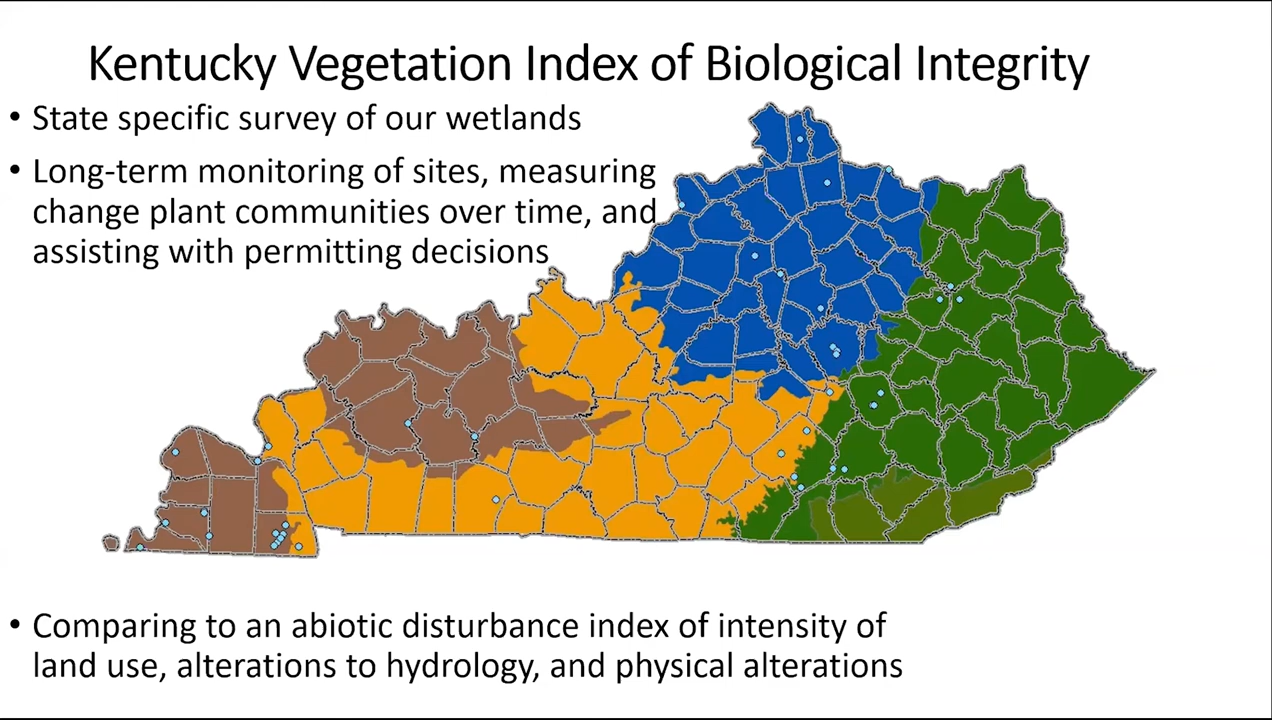 Kentucky Vegetation Index of Biological Integrity
• State specific survey of our wetlands
• Long-term monitoring of sites, measuring
change plant communities over time, and
assisting with permitting decisions
• Comparing to an abiotic disturbance index of intensity of
land use, alterations to hydrology, and physical alterations